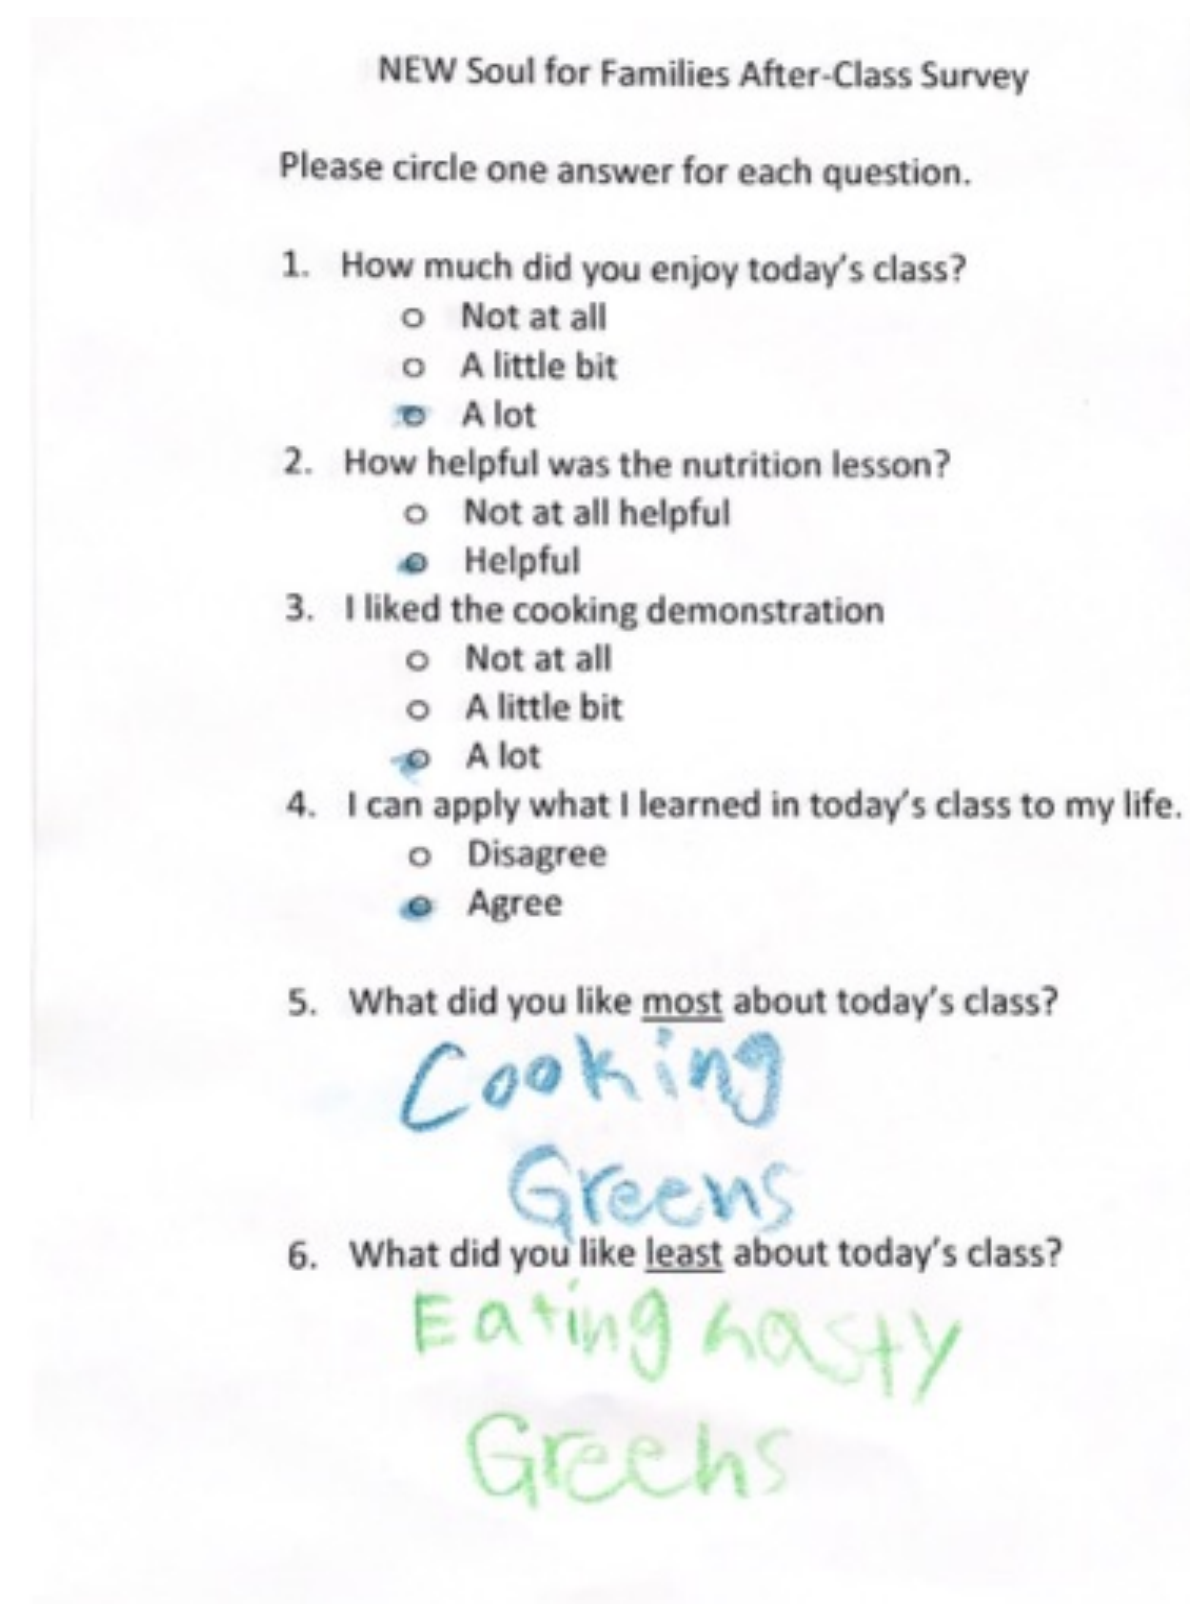 NEW Soul for Families After-Class Survey
Please circle one answer for each question.
1. How much did you enjoy today's class?
o Not at all
o A little bit
o A lot
2. How helpful was the nutrition lesson?
o Not at all helpful
o Helpful
3. I liked the cooking demonstration
o Not at all
o A little bit
o A lot
4. I can apply what I learned in today's class to my life.
o Disagree
o Agree
5. What did you like most about today's class?
Cooking
Greens
6. What did you like least about today's class?
Eating nasty
Greens